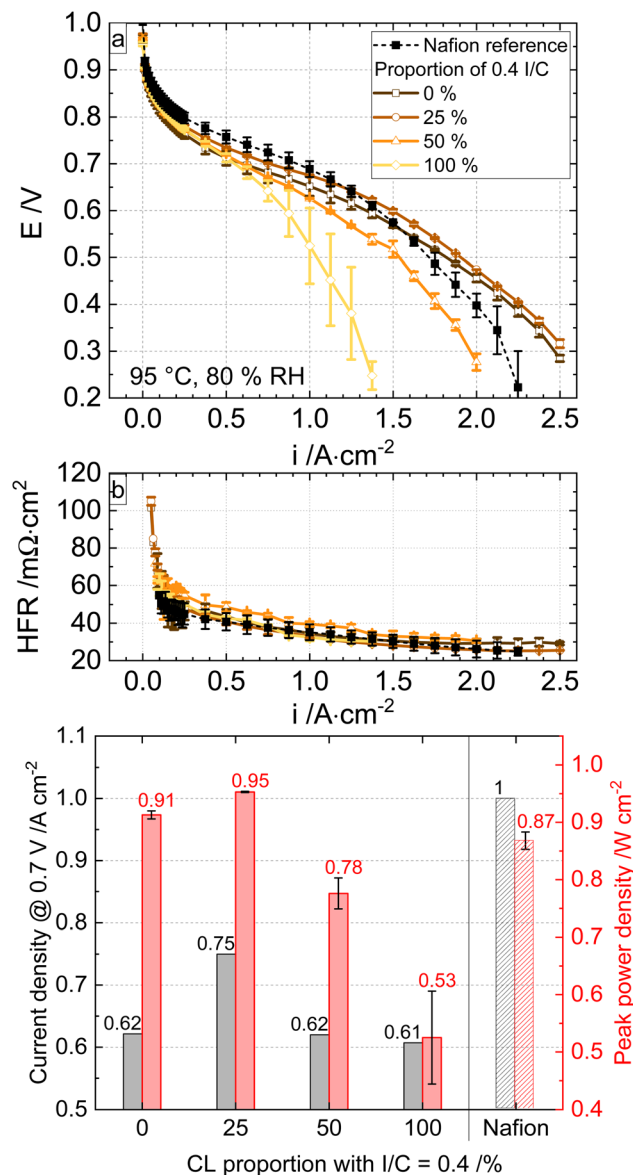 a
Nafion reference
Proportion of 0.4 I/C
0 %
25 %
50 %
100 %
1.0
0.9
0.8
0.7
0.6
0.5
0.4
0.3
0.2
E /V
95 °C, 80 % RH
0.0 0.5 1.0 1.5 2.0 2.5
i /A·cm⁻²
b
120
100
80
60
40
20
HFR /mΩ·cm²
0.0 0.5 1.0 1.5 2.0 2.5
i /A·cm⁻²
1.1
1.0
0.9
0.8
0.7
0.6
0.5
Current density @ 0.7 V /A cm⁻²
0.62
0.91
0.75
0.95
0.62
0.78
0.61
0.53
1
0.87
1.0
0.9
0.8
0.7
0.6
0.5
0.4
Peak power density /W cm⁻²
0 25 50 100 Nafion
CL proportion with I/C = 0.4 /%